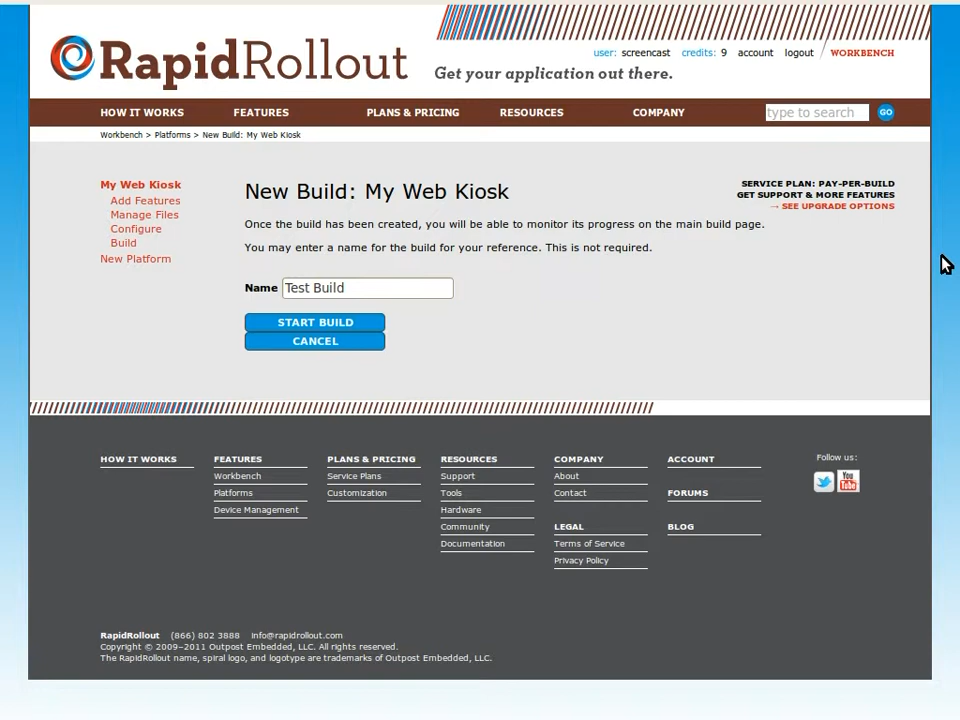 RapidRollout
Get your application out there.
user: screencast credits: 9 account logout WORKBENCH
HOW IT WORKS FEATURES PLANS & PRICING RESOURCES COMPANY type to search GO
Workbench > Platforms > New Build: My Web Kiosk
My Web Kiosk
Add Features
Manage Files
Configure
Build
New Platform
New Build: My Web Kiosk
SERVICE PLAN: PAY-PER-BUILD
GET SUPPORT & MORE FEATURES
→ SEE UPGRADE OPTIONS
Once the build has been created, you will be able to monitor its progress on the main build page.
You may enter a name for the build for your reference. This is not required.
Name Test Build
START BUILD
CANCEL
HOW IT WORKS
FEATURES
Workbench
Platforms
Device Management
PLANS & PRICING
Service Plans
Customization
RESOURCES
Support
Tools
Hardware
Community
Documentation
COMPANY
About
Contact
LEGAL
Terms of Service
Privacy Policy
ACCOUNT
FORUMS
BLOG
Follow us:
You Tube
RapidRollout (866) 802 3888 info@rapidrollout.com
Copyright © 2009–2011 Outpost Embedded, LLC. All rights reserved.
The RapidRollout name, spiral logo, and logotype are trademarks of Outpost Embedded, LLC.